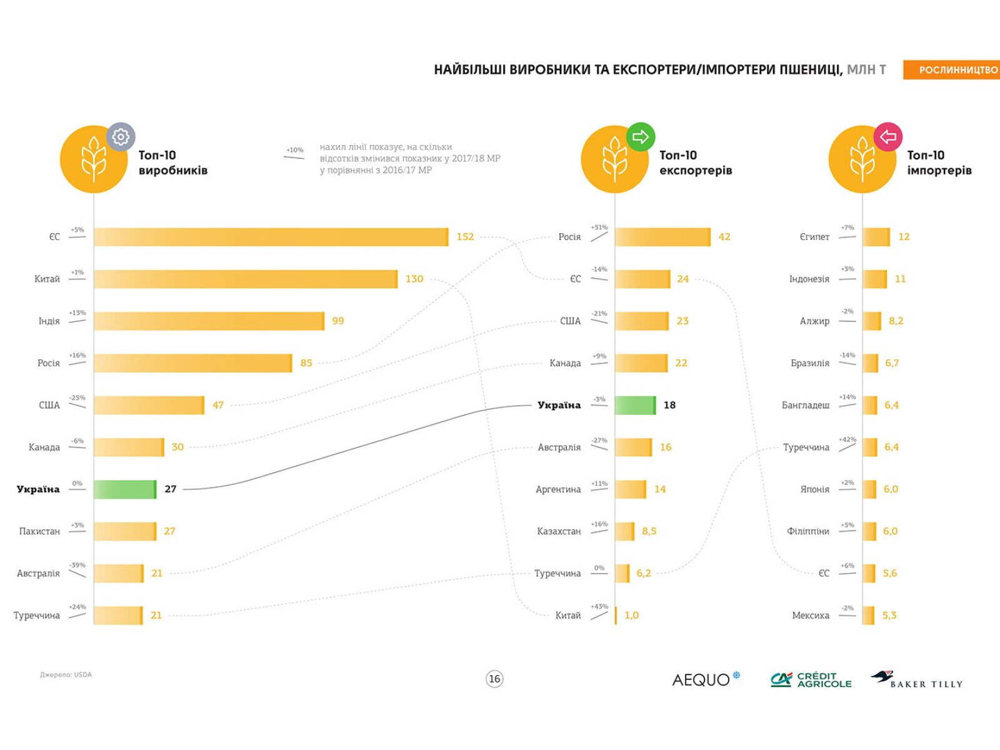 НАЙБІЛЬШІ ВИРОБНИКИ ТА ЕКСПОРТЕРИ/ІМПОРТЕРИ ПШЕНИЦІ, МЛН Т
РОСЛИННИЦТВО
Топ-10
виробників
+10%
нахил лінії показує, на скільки
відсотків змінився показник у 2017/18 МР
у порівнянні з 2016/17 МР
ЄС +5% 152
Китай +1% 130
Індія +13% 99
Росія +16% 85
США -25% 47
Канада -6% 30
Україна 0% 27
Пакистан +3% 27
Австралія -39% 21
Туреччина +24% 21
Топ-10
експортерів
Росія +51% 42
ЄС -14% 24
США -21% 23
Канада +9% 22
Україна -3% 18
Австралія -27% 16
Аргентина +11% 14
Казахстан +16% 8,5
Туреччина 0% 6,2
Китай +43% 1,0
Топ-10
імпортерів
Єгипет +7% 12
Індонезія +3% 11
Алжир -2% 8,2
Бразилія -14% 6,7
Бангладеш +14% 6,4
Туреччина +42% 6,4
Японія +2% 6,0
Філіппіни +5% 6,0
ЄС +6% 5,6
Мексика -2% 5,3
Джерело: USDA
16
AEQUO
CRÉDIT
AGRICOLE
BAKER TILLY